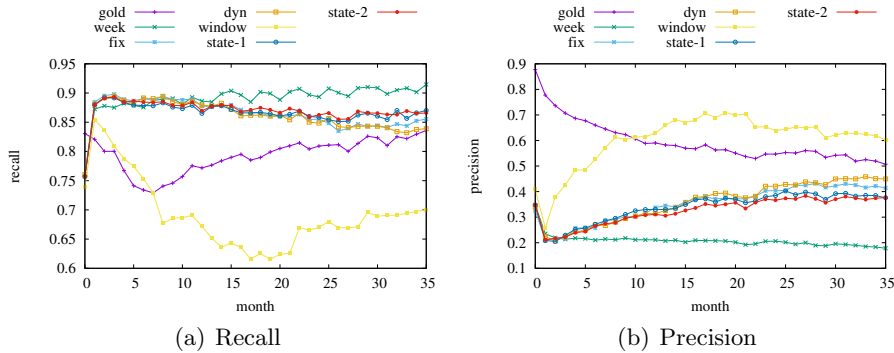 gold dyn state-2
week window
fix state-1
0.95
0.9
0.85
0.8
0.75
0.7
0.65
0.6
recall
0 5 10 15 20 25 30 35
month
(a) Recall
gold dyn state-2
week window
fix state-1
0.9
0.8
0.7
0.6
0.5
0.4
0.3
0.2
0.1
precision
0 5 10 15 20 25 30 35
month
(b) Precision